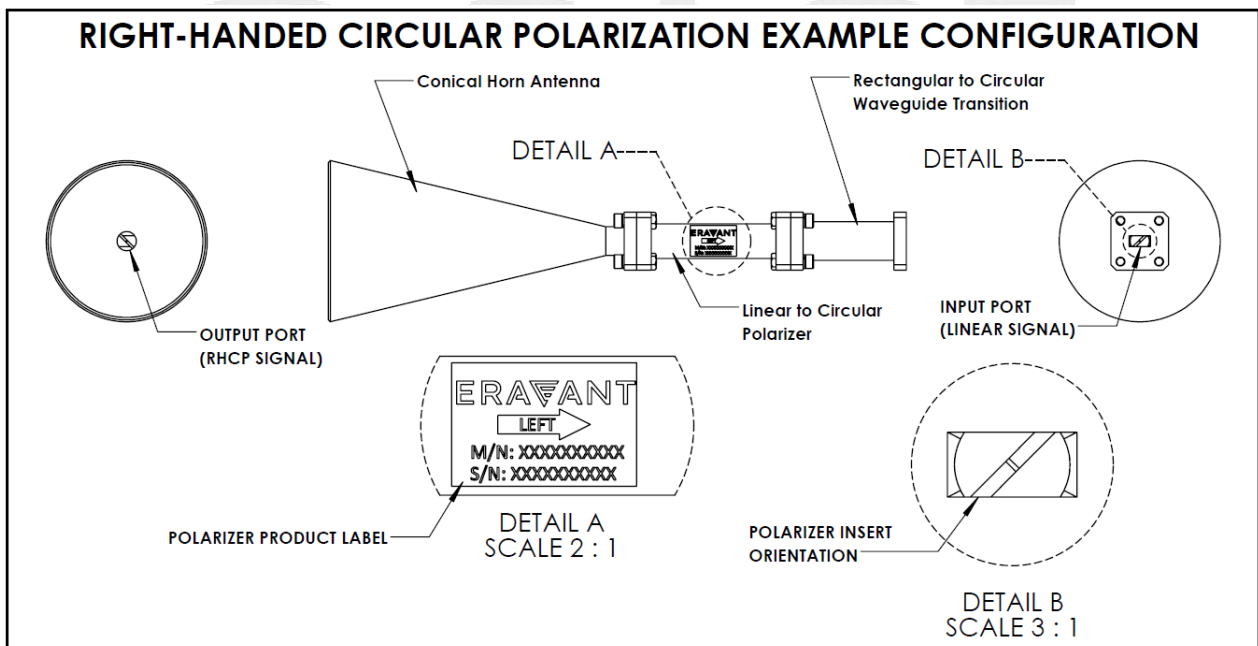 RIGHT-HANDED CIRCULAR POLARIZATION EXAMPLE CONFIGURATION
Conical Horn Antenna
Rectangular to Circular
Waveguide Transition
DETAIL A
DETAIL B
ERAVANT
OUTPUT PORT
(RHCP SIGNAL)
Linear to Circular
Polarizer
INPUT PORT
(LINEAR SIGNAL)
ERAVANT
LEFT
M/N: XXXXXXXXXX
S/N: XXXXXXXXXX
POLARIZER PRODUCT LABEL
DETAIL A
SCALE 2 : 1
POLARIZER INSERT
ORIENTATION
DETAIL B
SCALE 3 : 1